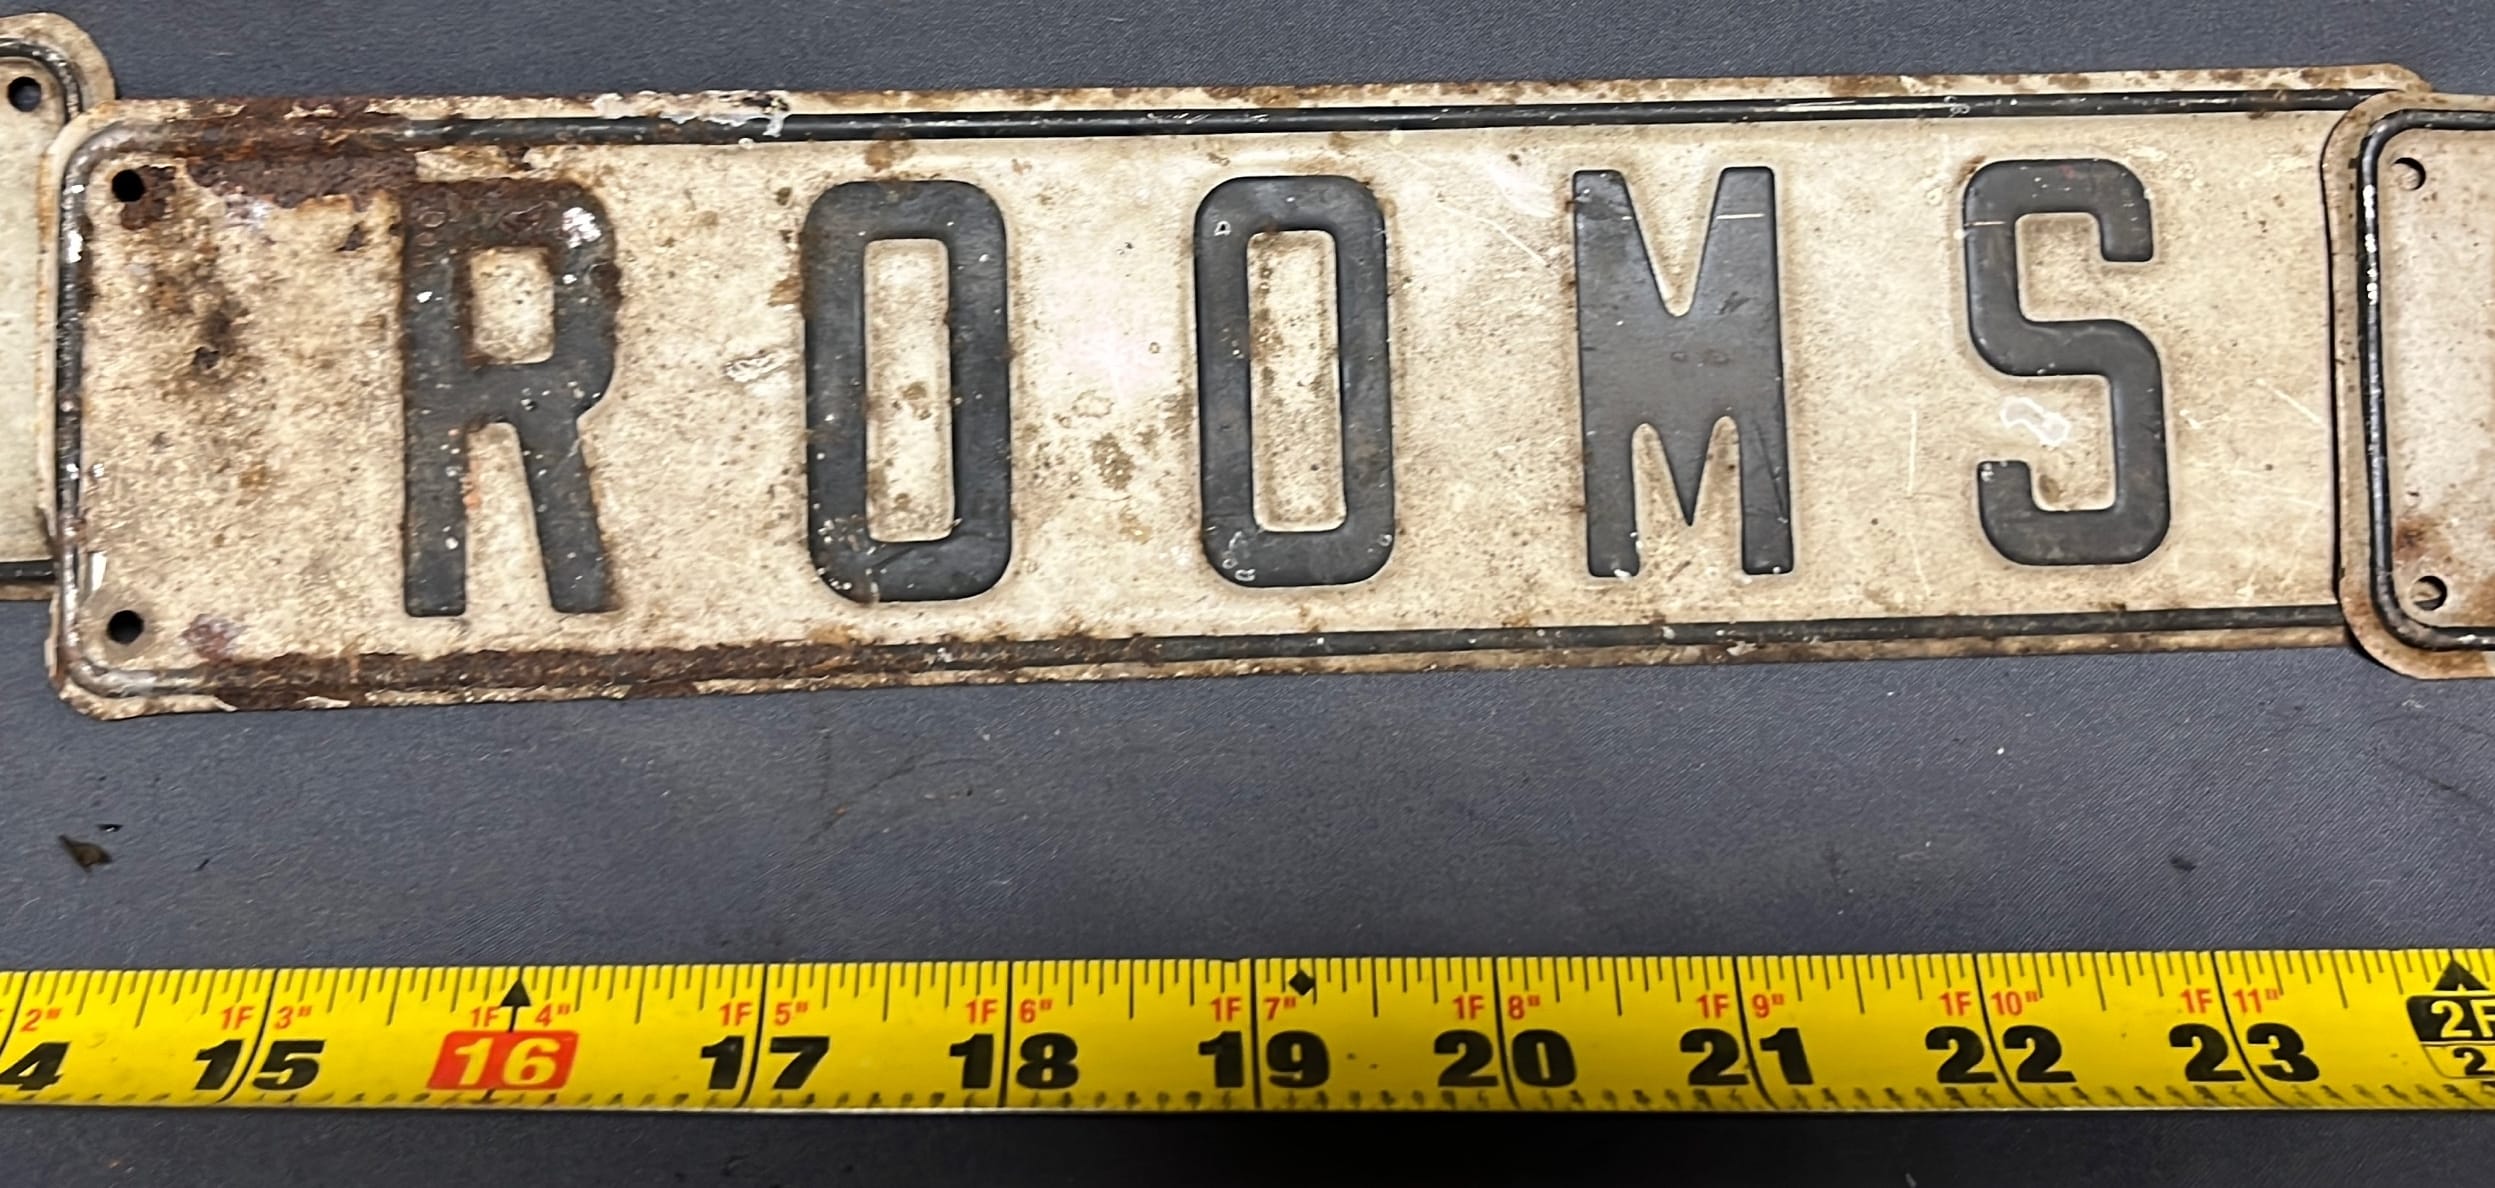 ROOMS
2" 1F 3" 1F 4" 1F 5" 1F 6" 1F 7" 1F 8" 1F 9" 1F 10" 1F 11" 2F
4 15 16 17 18 19 20 21 22 23 2